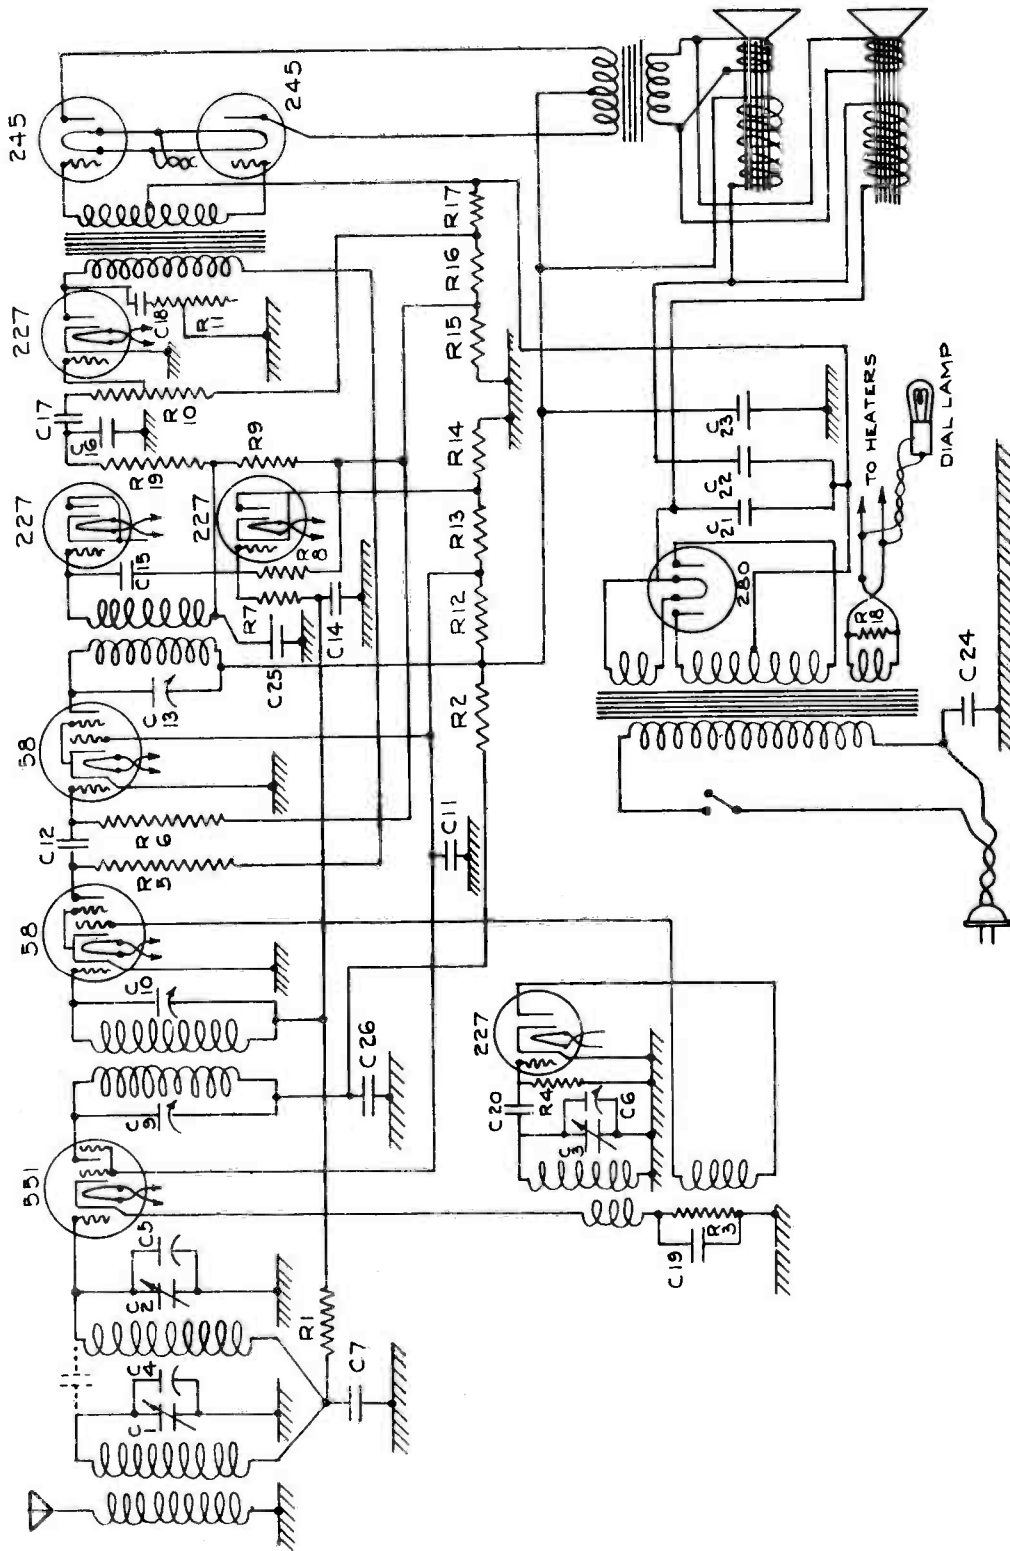 551
58
58
227
227
245
245
227
227
280
C1
C4
C2
C5
C7
R1
C9
C26
C10
R5
C12
R6
C11
C13
R2
C25
R7
C14
R8
C15
R9
R19
C16
C17
R10
C18
R11
R12
R13
R14
R15
R16
R17
C19
R3
C20
R4
C3
C6
C21
C22
C23
R18
C24
TO HEATERS
DIAL LAMP